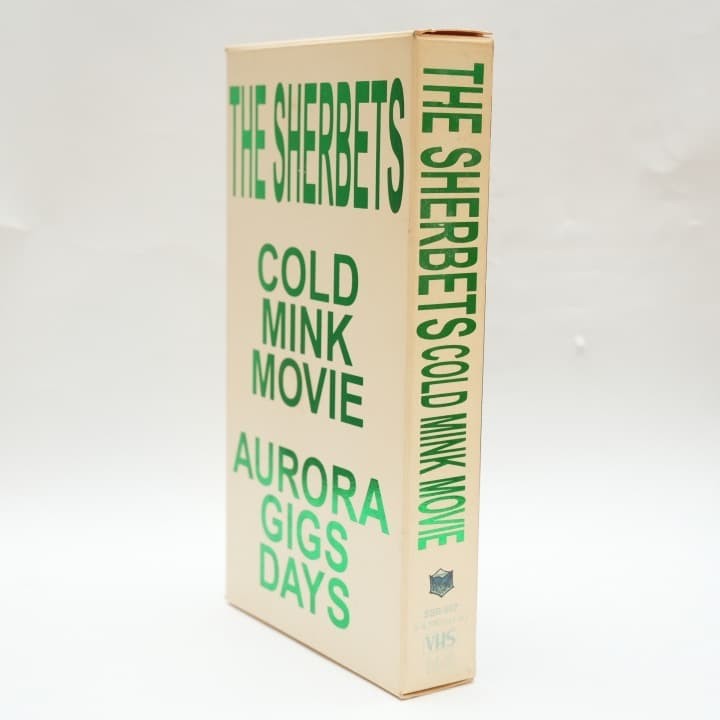 THE SHERBETS
COLD
MINK
MOVIE
AURORA
GIGS
DAYS
THE SHERBETS COLD MINK MOVIE
VHS